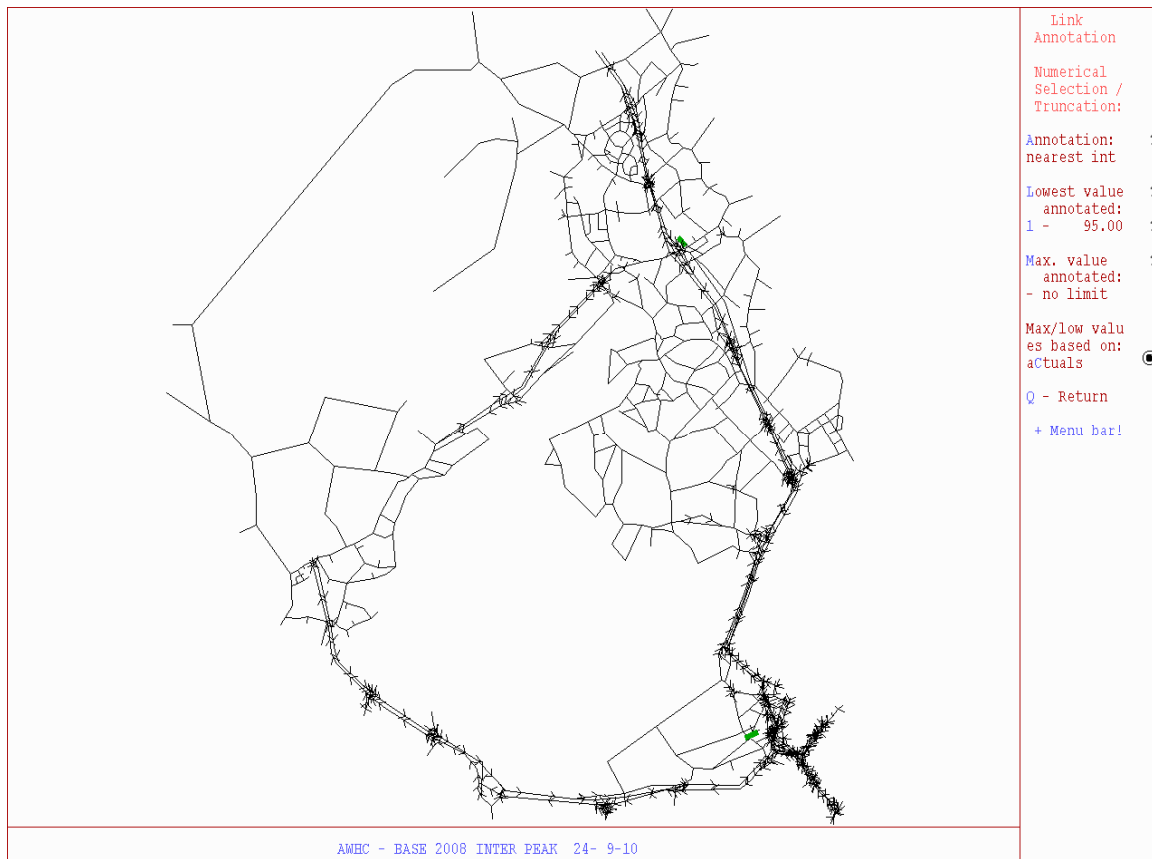 Link
Annotation
Numerical
Selection /
Truncation:
Annotation: ?
nearest int
Lowest value ?
annotated:
1 - 95.00 ?
Max. value ?
annotated:
- no limit
Max/low valu
es based on:
aCtuals
Q - Return
+ Menu bar!
AWHC - BASE 2008 INTER PEAK 24- 9-10